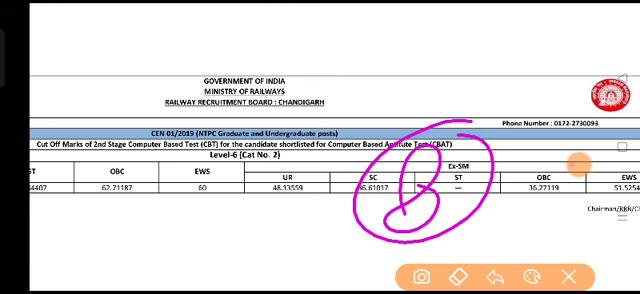 GOVERNMENT OF INDIA
MINISTRY OF RAILWAYS
RAILWAY RECRUITMENT BOARD : CHANDIGARH
Phone Number : 0172-2730093
CEN 01/2019 (NTPC Graduate and Undergraduate posts)
Cut Off Marks of 2nd Stage Computer Based Test (CBT) for the candidate shortlisted for Computer Based Aptitute Test (CBAT)
Level-6 (Cat No. 2)
ST OBC EWS Ex-SM
UR SC ST OBC EWS
4407 62.71187 60 48.13559 36.61017 — 36.27119 51.5254
Chairman/RRB/C